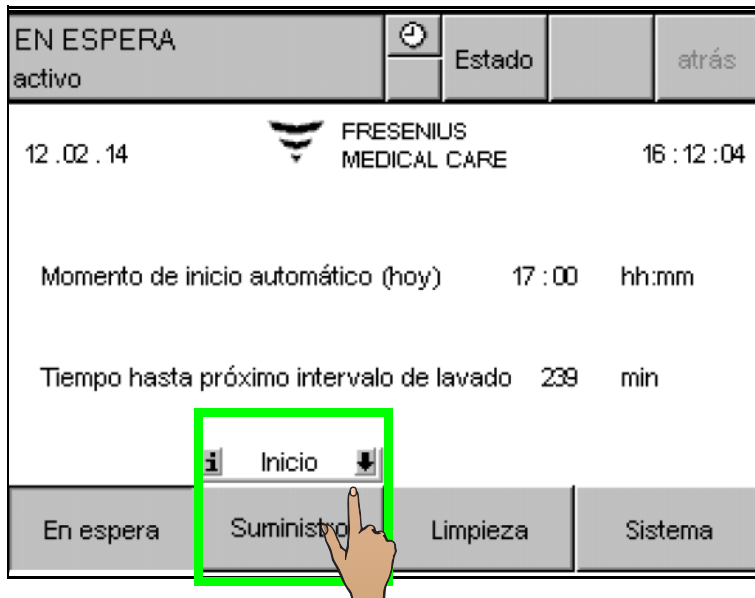 EN ESPERA
activo
Estado
atrás
12 .02 . 14
FRESENIUS
MEDICAL CARE
16 : 12 : 04
Momento de inicio automático (hoy) 17 : 00 hh:mm
Tiempo hasta próximo intervalo de lavado 239 min
i Inicio
En espera
Suministro
Limpieza
Sistema